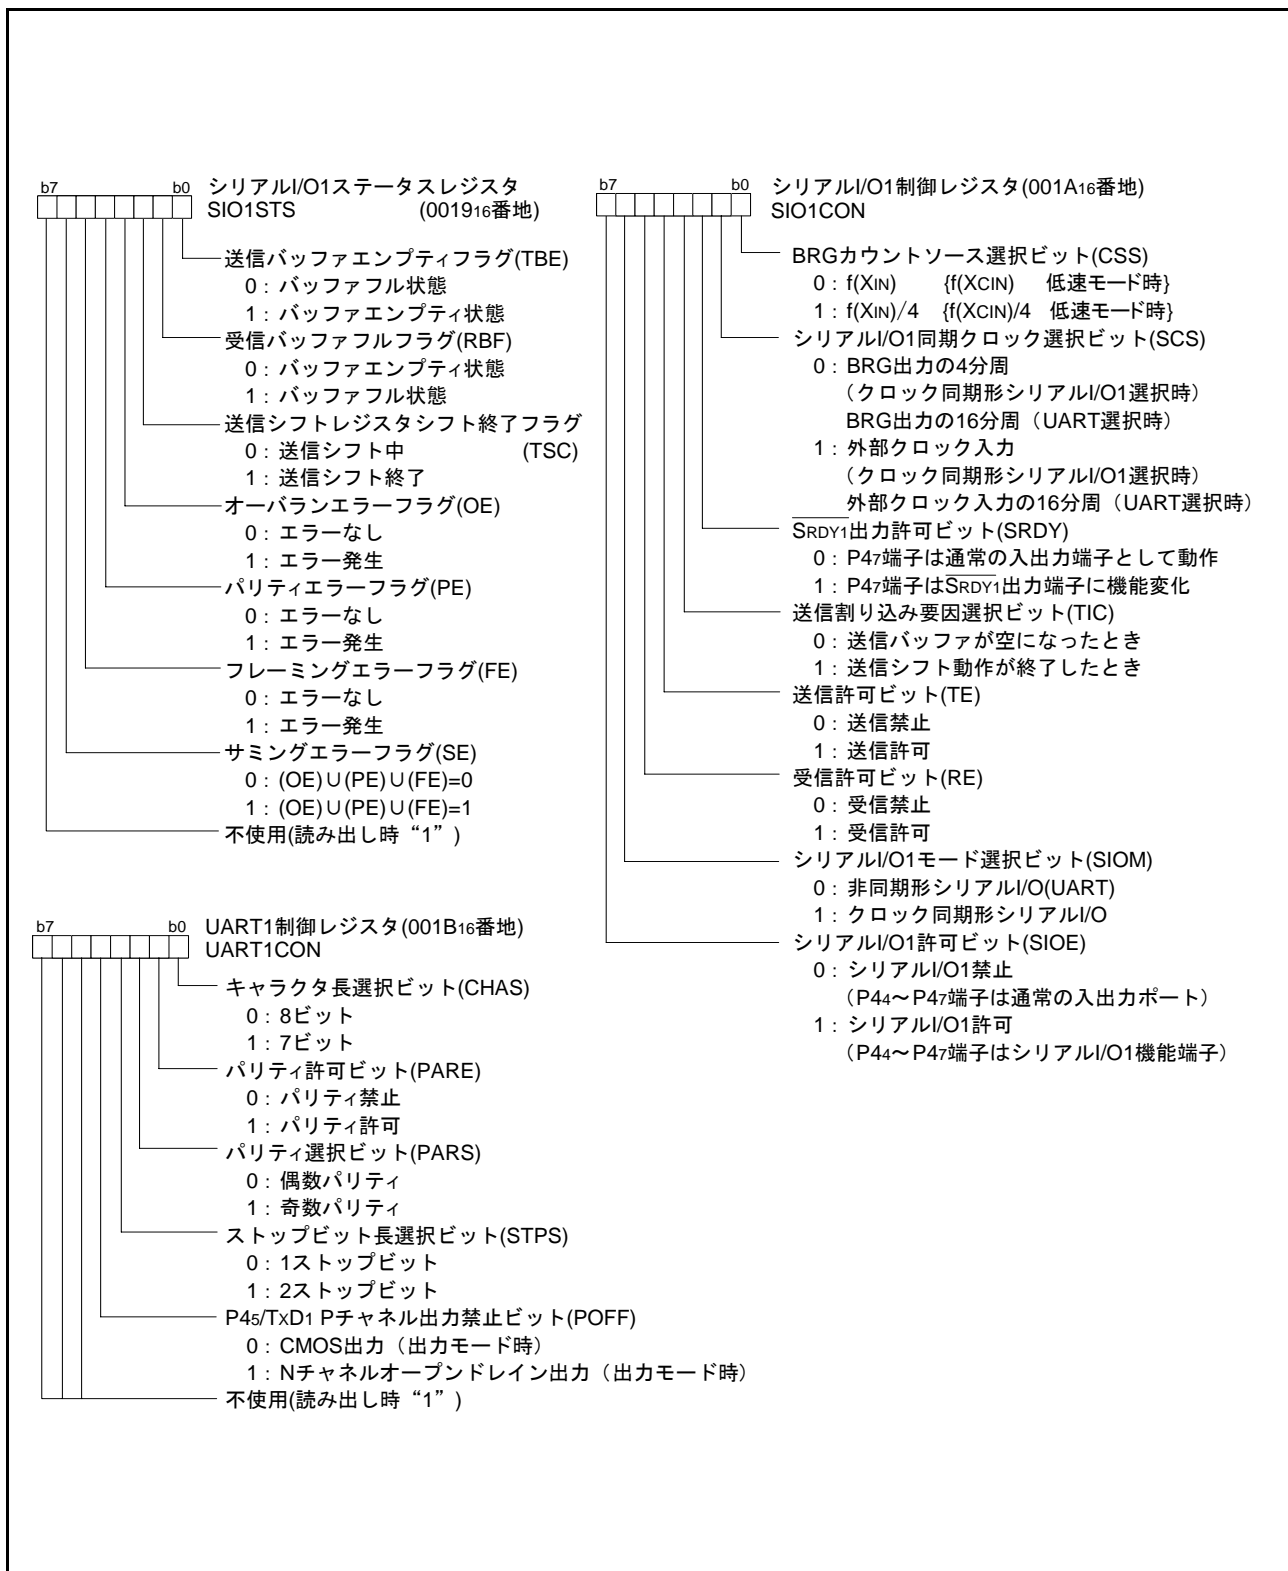 b7 b0 シリアルI/O1ステータスレジスタ
SIO1STS (001916番地)
送信バッファエンプティフラグ(TBE)
0：バッファフル状態
1：バッファエンプティ状態
受信バッファフルフラグ(RBF)
0：バッファエンプティ状態
1：バッファフル状態
送信シフトレジスタシフト終了フラグ
0：送信シフト中 (TSC)
1：送信シフト終了
オーバランエラーフラグ(OE)
0：エラーなし
1：エラー発生
パリティエラーフラグ(PE)
0：エラーなし
1：エラー発生
フレーミングエラーフラグ(FE)
0：エラーなし
1：エラー発生
サミングエラーフラグ(SE)
0：(OE)∪(PE)∪(FE)=0
1：(OE)∪(PE)∪(FE)=1
不使用(読み出し時“1”)
b7 b0 UART1制御レジスタ(001B16番地)
UART1CON
キャラクタ長選択ビット(CHAS)
0：8ビット
1：7ビット
パリティ許可ビット(PARE)
0：パリティ禁止
1：パリティ許可
パリティ選択ビット(PARS)
0：偶数パリティ
1：奇数パリティ
ストップビット長選択ビット(STPS)
0：1ストップビット
1：2ストップビット
P45/TXD1 Pチャネル出力禁止ビット(POFF)
0：CMOS出力（出力モード時）
1：Nチャネルオープンドレイン出力（出力モード時）
不使用(読み出し時“1”)
b7 b0 シリアルI/O1制御レジスタ(001A16番地)
SIO1CON
BRGカウントソース選択ビット(CSS)
0：f(XIN) {f(XCIN) 低速モード時}
1：f(XIN)/4 {f(XCIN)/4 低速モード時}
シリアルI/O1同期クロック選択ビット(SCS)
0：BRG出力の4分周
（クロック同期形シリアルI/O1選択時）
BRG出力の16分周（UART選択時）
1：外部クロック入力
（クロック同期形シリアルI/O1選択時）
外部クロック入力の16分周（UART選択時）
SRDY1出力許可ビット(SRDY)
0：P47端子は通常の入出力端子として動作
1：P47端子はSRDY1出力端子に機能変化
送信割り込み要因選択ビット(TIC)
0：送信バッファが空になったとき
1：送信シフト動作が終了したとき
送信許可ビット(TE)
0：送信禁止
1：送信許可
受信許可ビット(RE)
0：受信禁止
1：受信許可
シリアルI/O1モード選択ビット(SIOM)
0：非同期形シリアルI/O(UART)
1：クロック同期形シリアルI/O
シリアルI/O1許可ビット(SIOE)
0：シリアルI/O1禁止
（P44〜P47端子は通常の入出力ポート）
1：シリアルI/O1許可
（P44〜P47端子はシリアルI/O1機能端子）